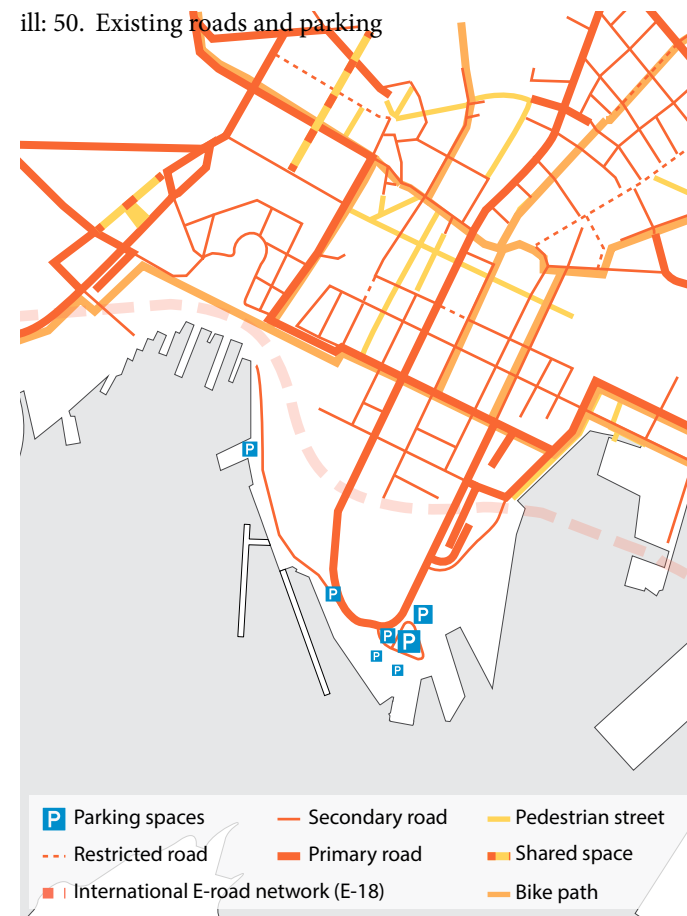 ill: 50. Existing roads and parking
P
P
P
P
P
P
P
P Parking spaces
Secondary road
Pedestrian street
Restricted road
Primary road
Shared space
International E-road network (E-18)
Bike path